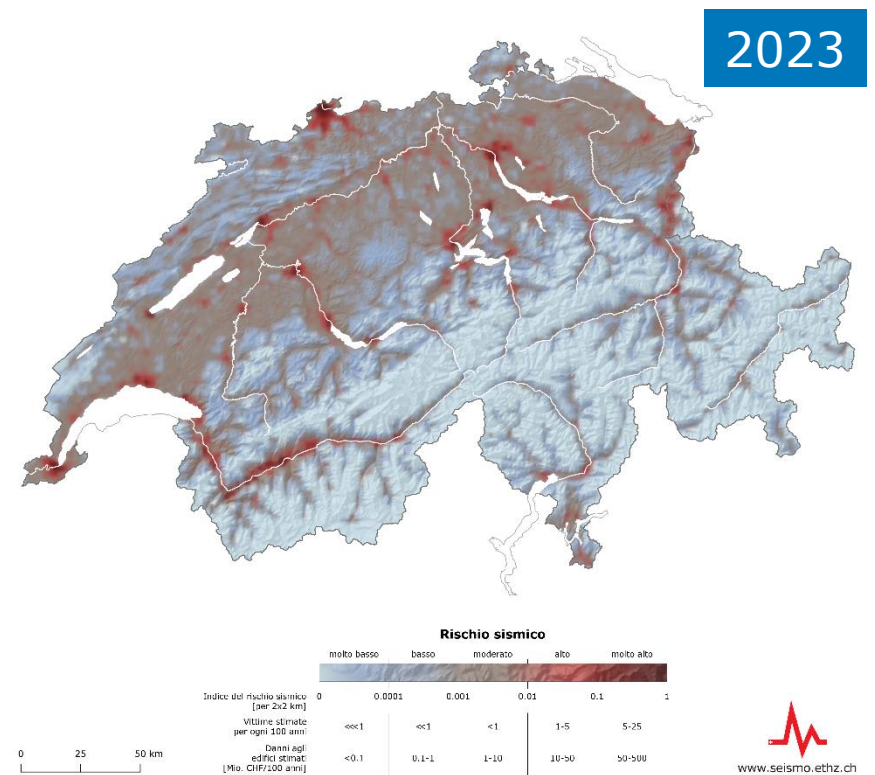 2023
Rischio sismico
molto basso basso moderato alto molto alto
Indice del rischio sismico [per 2x2 km] 0 0.0001 0.001 0.01 0.1 1
Vittime stimate per ogni 100 anni <<<1 <<1 <1 1-5 5-25
Danni agli edifici stimati [Mio. CHF/100 anni] <0.1 0.1-1 1-10 10-50 50-500
0 25 50 km
www.seismo.ethz.ch